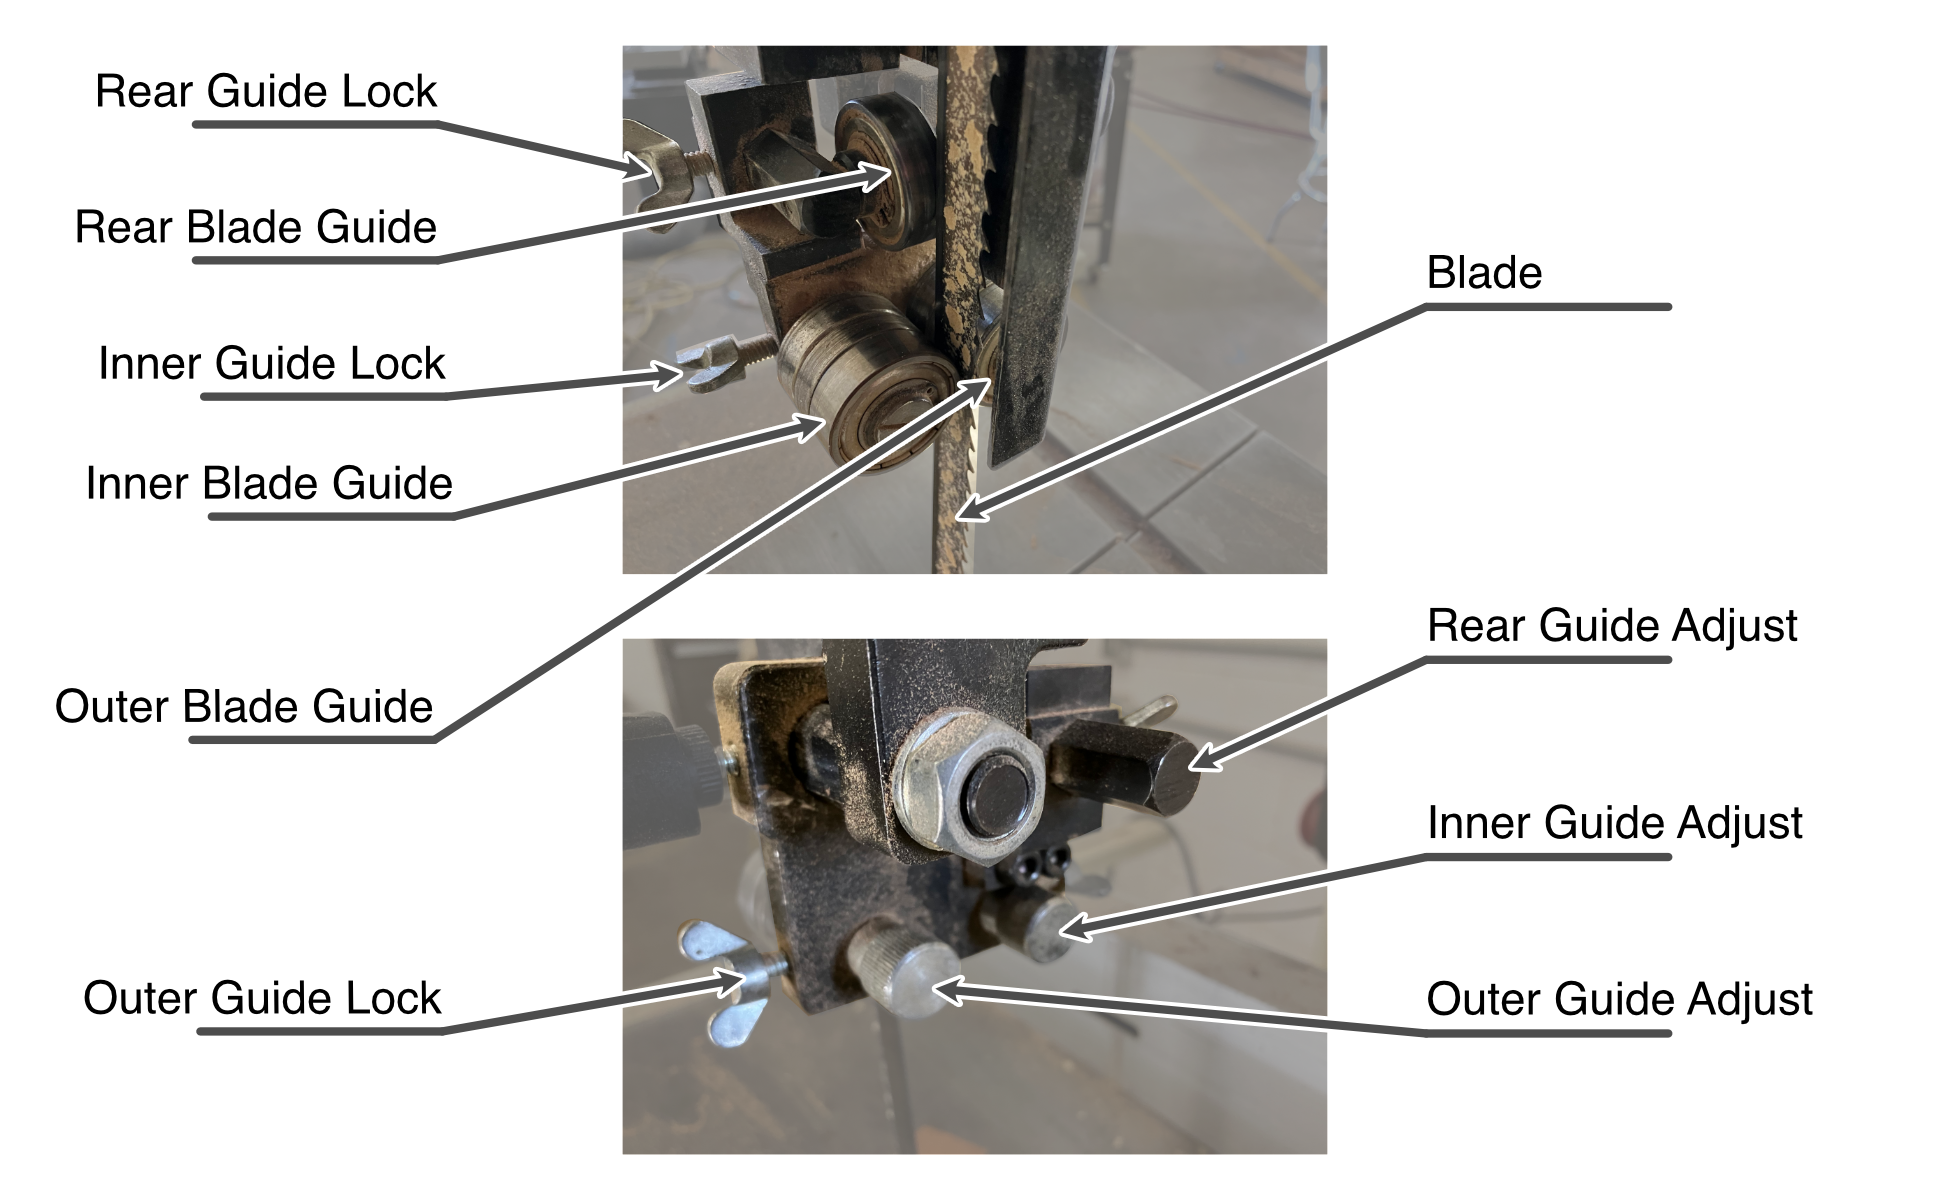 Rear Guide Lock
Rear Blade Guide
Inner Guide Lock
Inner Blade Guide
Outer Blade Guide
Outer Guide Lock
Blade
Rear Guide Adjust
Inner Guide Adjust
Outer Guide Adjust